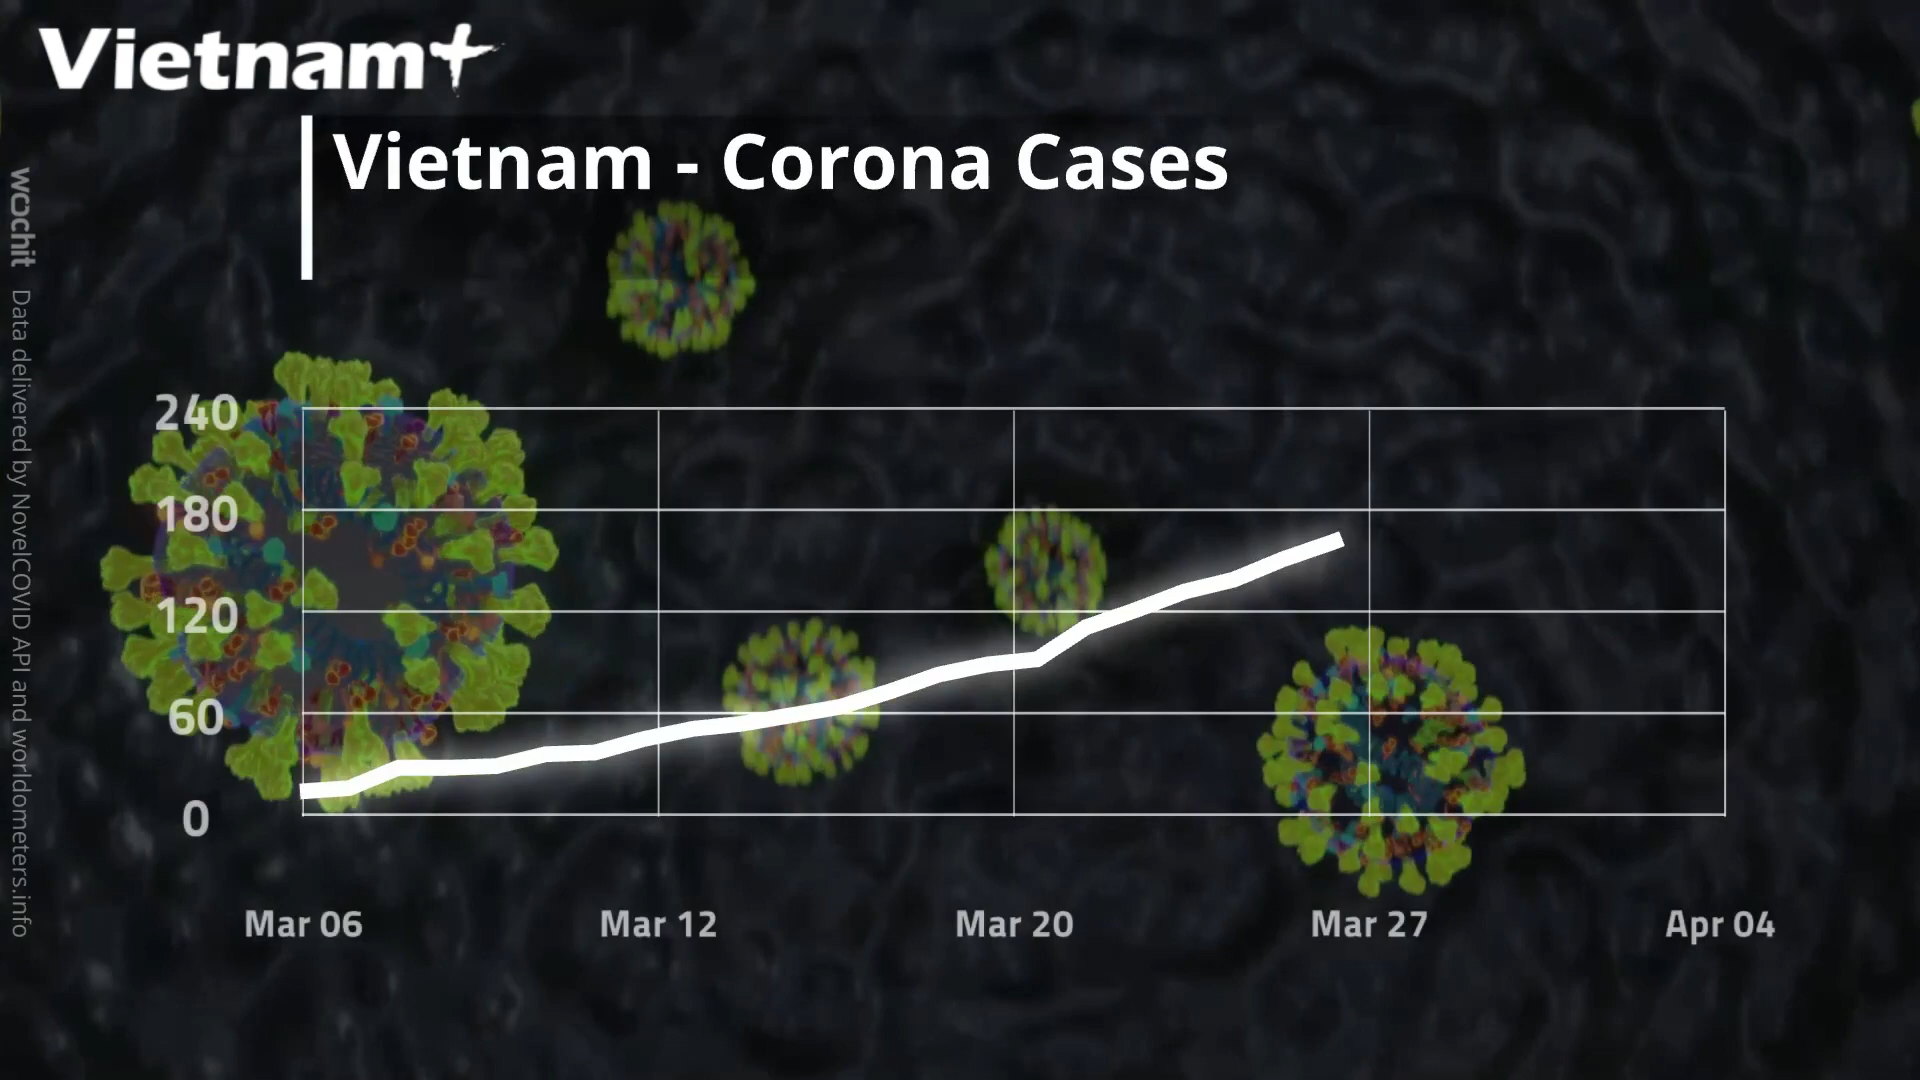 Vietnam+
Vietnam - Corona Cases
wochit Data delivered by NovelCOVID API and worldometers.info
240
180
120
60
0
Mar 06 Mar 12 Mar 20 Mar 27 Apr 04